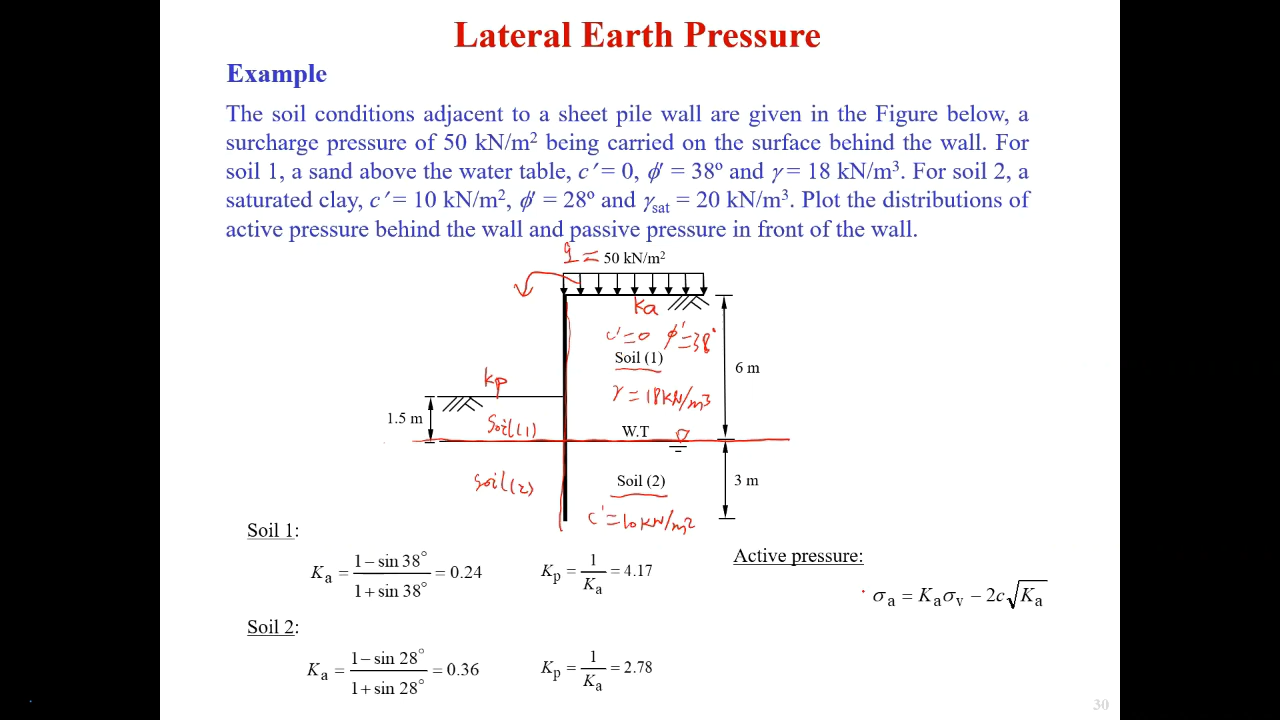 Lateral Earth Pressure
Example
The soil conditions adjacent to a sheet pile wall are given in the Figure below, a
surcharge pressure of 50 kN/m² being carried on the surface behind the wall. For
soil 1, a sand above the water table, c′ = 0, ϕ′ = 38º and γ = 18 kN/m³. For soil 2, a
saturated clay, c′ = 10 kN/m², ϕ′ = 28º and γsat = 20 kN/m³. Plot the distributions of
active pressure behind the wall and passive pressure in front of the wall.
q = 50 kN/m²
ka
c'=0 ϕ'=38°
Soil (1)
6 m
kp
γ = 18 kN/m3
1.5 m
Soil (1)
W.T
Soil (2)
Soil (2)
3 m
c' = 10 kN/m2
Soil 1:
Ka = 1 − sin 38° / 1 + sin 38° = 0.24
Kp = 1 / Ka = 4.17
Active pressure:
σa = Kaσv − 2c√Ka
Soil 2:
Ka = 1 − sin 28° / 1 + sin 28° = 0.36
Kp = 1 / Ka = 2.78
30